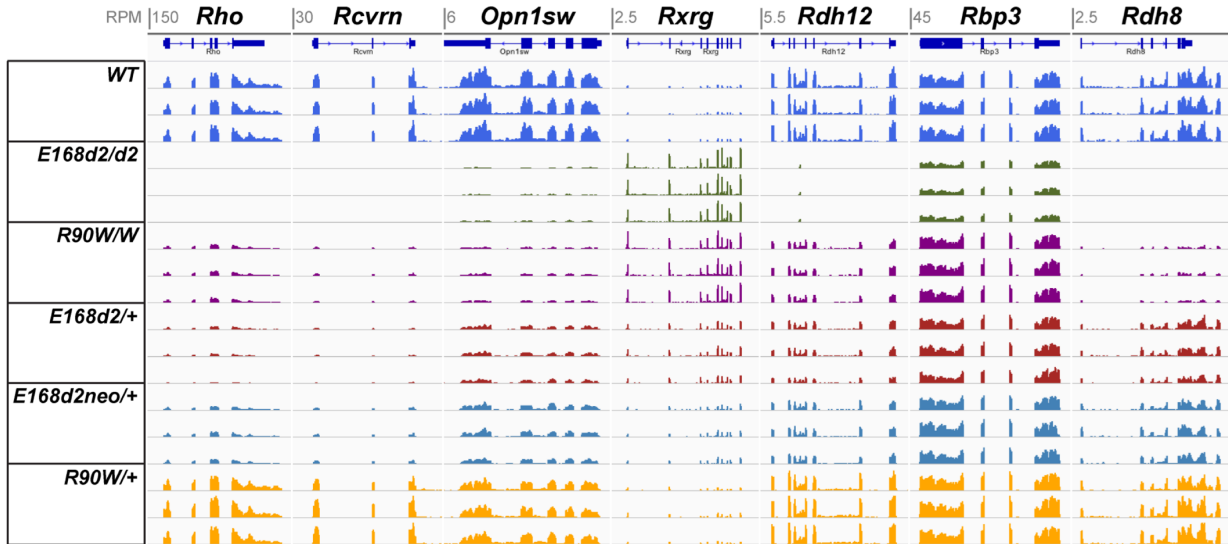 RPM 150 Rho 30 Rcvrn 6 Opn1sw 2.5 Rxrg 5.5 Rdh12 45 Rbp3 2.5 Rdh8
Rho Rcvrn Opn1sw Rxrg Rxrg Rdh12 Rbp3 Rdh8
WT
E168d2/d2
R90W/W
E168d2/+
E168d2neo/+
R90W/+